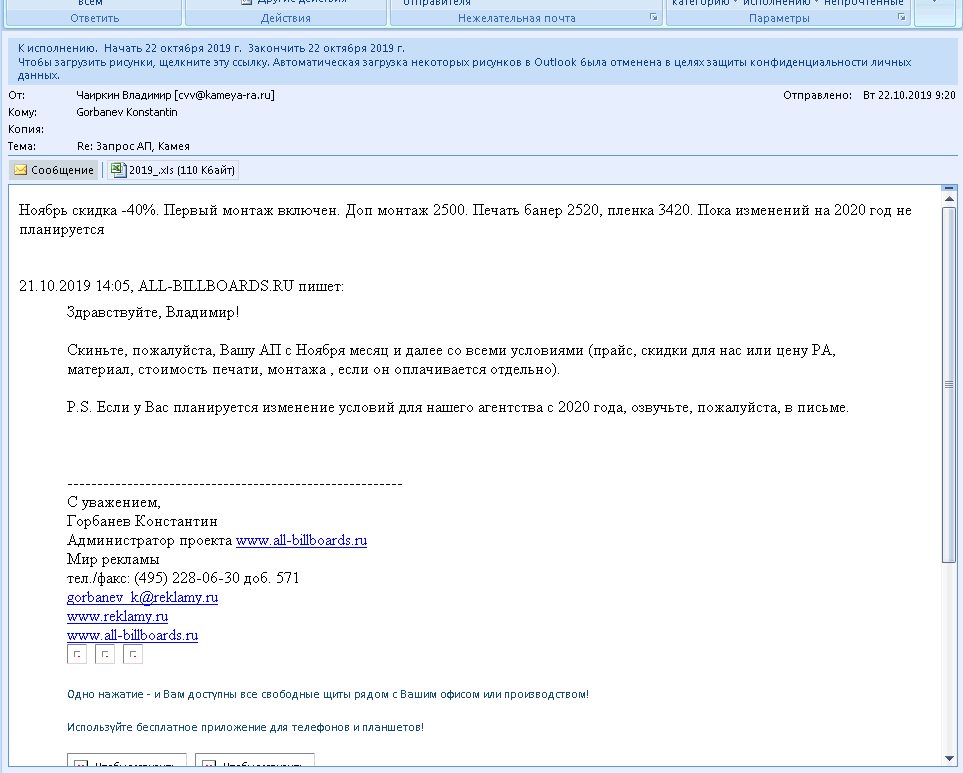 всем
Другие действия
отправителя
категорию исполнению непрочтенные
Ответить
Действия
Нежелательная почта
Параметры
К исполнению. Начать 22 октября 2019 г. Закончить 22 октября 2019 г.
Чтобы загрузить рисунки, щелкните эту ссылку. Автоматическая загрузка некоторых рисунков в Outlook была отменена в целях защиты конфиденциальности личных
данных.
От: Чаиркин Владимир [cvv@kameya-ra.ru] Отправлено: Вт 22.10.2019 9:20
Кому: Gorbanev Konstantin
Копия:
Тема: Re: Запрос АП, Камея
Сообщение 2019_.xls (110 Кбайт)
Ноябрь скидка -40%. Первый монтаж включен. Доп монтаж 2500. Печать банер 2520, пленка 3420. Пока изменений на 2020 год не
планируется
21.10.2019 14:05, ALL-BILLBOARDS.RU пишет:
Здравствуйте, Владимир!
Скиньте, пожалуйста, Вашу АП с Ноября месяц и далее со всеми условиями (прайс, скидки для нас или цену РА,
материал, стоимость печати, монтажа , если он оплачивается отдельно).
P.S. Если у Вас планируется изменение условий для нашего агентства с 2020 года, озвучьте, пожалуйста, в письме.
--------------------------------------------------------
С уважением,
Горбанев Константин
Администратор проекта www.all-billboards.ru
Мир рекламы
тел./факс: (495) 228-06-30 доб. 571
gorbanev_k@reklamy.ru
www.reklamy.ru
www.all-billboards.ru
Одно нажатие - и Вам доступны все свободные щиты рядом с Вашим офисом или производством!
Используйте бесплатное приложение для телефонов и планшетов!